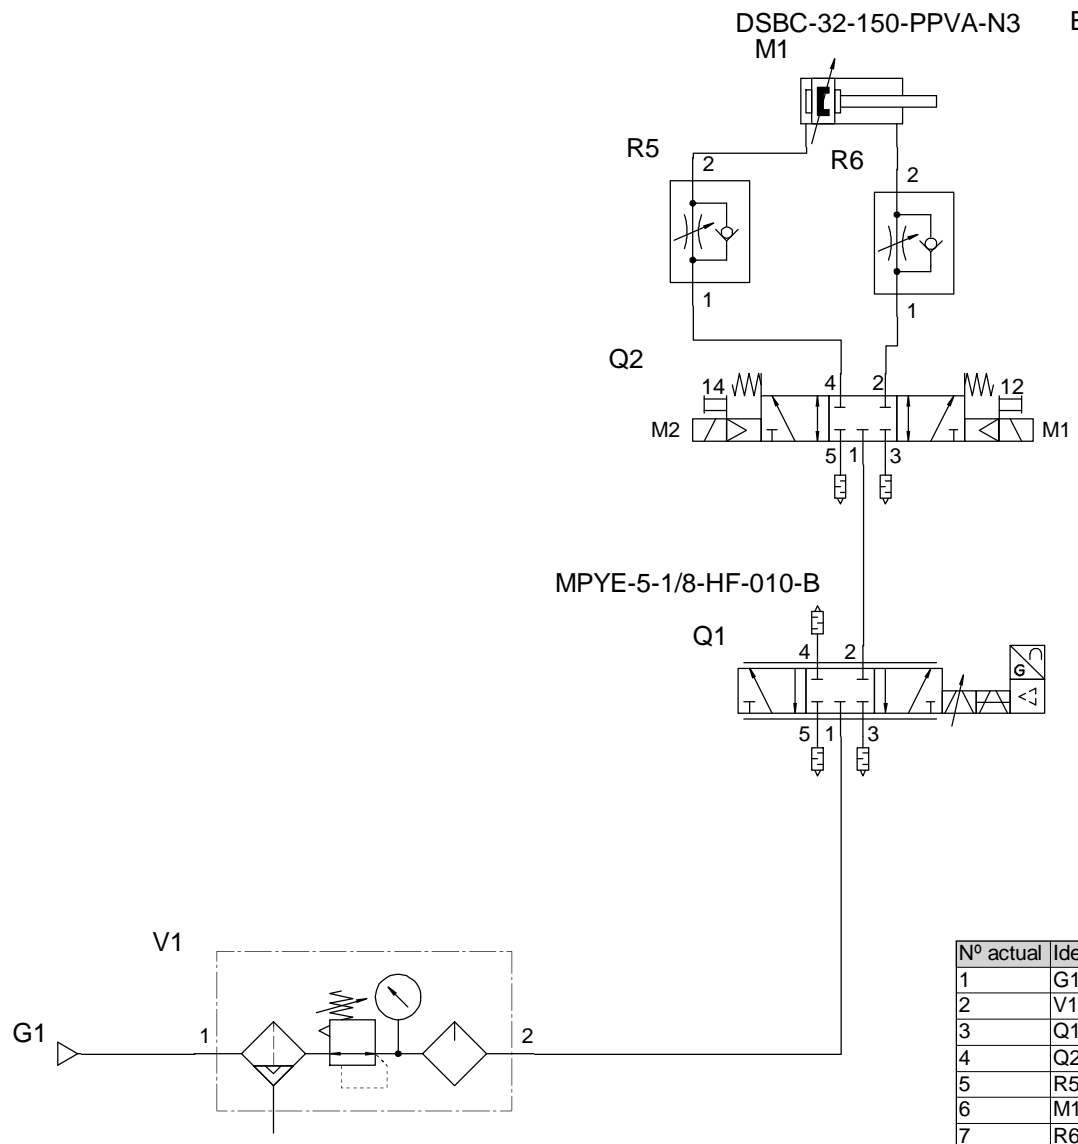 DSBC-32-150-PPVA-N3 E
M1
R5 R6
2 2
1 1
Q2
14 4 2 12
M2 M1
5 1 3
MPYE-5-1/8-HF-010-B
Q1
4 2
G
5 1 3
V1
G1 1 2
Nº actual Ide
1 G1
2 V1
3 Q1
4 Q2
5 R5
6 M1
7 R6